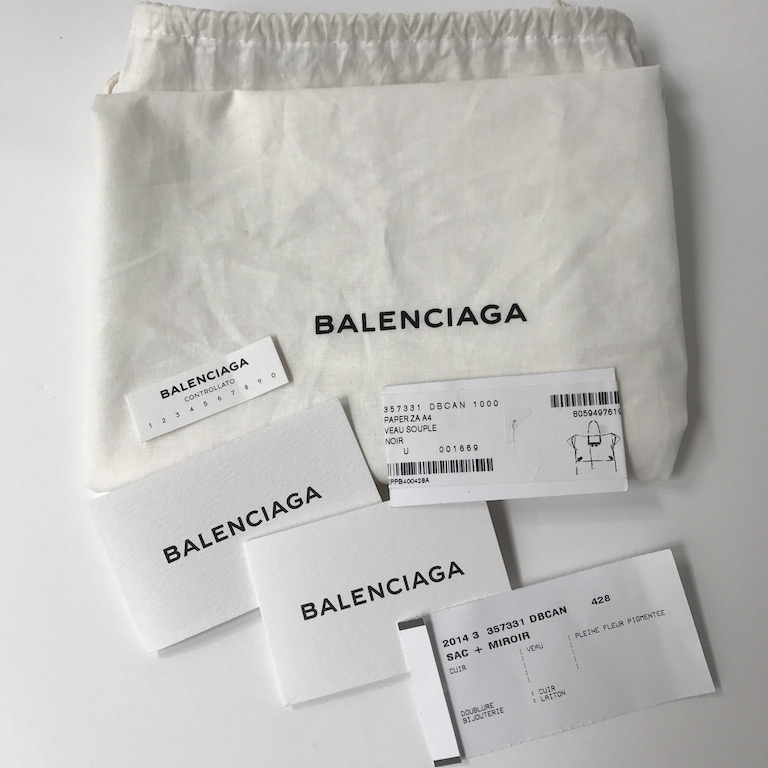 BALENCIAGA
BALENCIAGA
CONTROLLATO
1 2 3 4 5 6 7 8 9 0
357331 DBCAN 1000
PAPER ZA A4
VEAU SOUPLE
NOIR
U 001669
PPB400428A
8059497619
BALENCIAGA
BALENCIAGA
2014 3 357331 DBCAN 428
SAC + MIROIR
CUIR : VEAU : PLEINE FLEUR PIGMENTEE
DOUBLURE : CUIR
BIJOUTERIE : LAITON